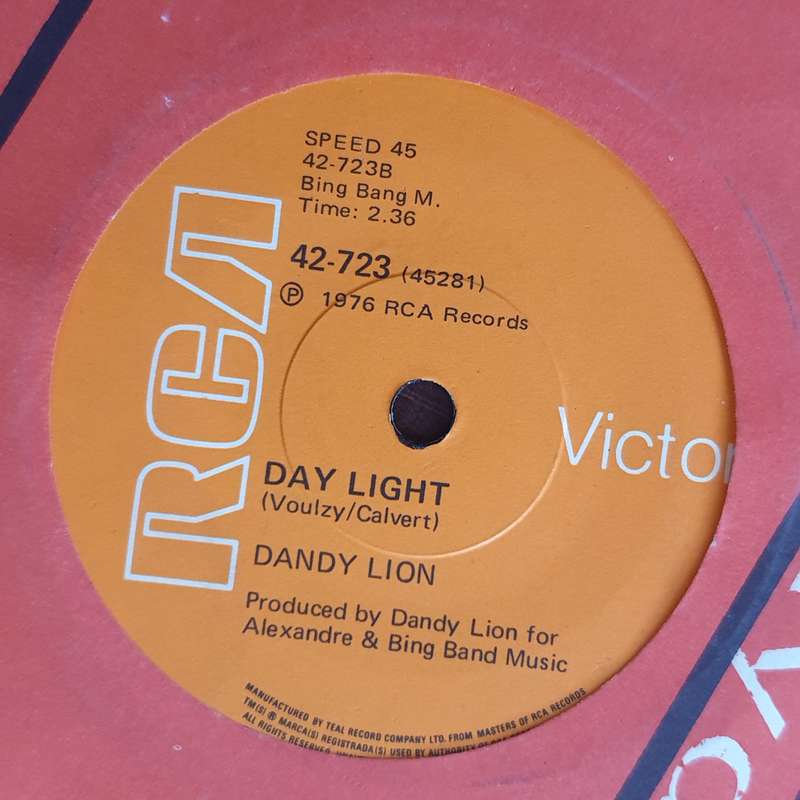 SPEED 45
42-723B
Bing Bang M.
Time: 2.36
42-723 (45281)
℗ 1976 RCA Records
RCA
Victor
DAY LIGHT
(Voulzy/Calvert)
DANDY LION
Produced by Dandy Lion for
Alexandre & Bing Band Music
MANUFACTURED BY TEAL RECORD COMPANY LTD. FROM MASTERS OF RCA RECORDS
TM(S) ® MARCA(S) REGISTRADA(S) USED BY AUTHORITY OF
ALL RIGHTS RESERVED.